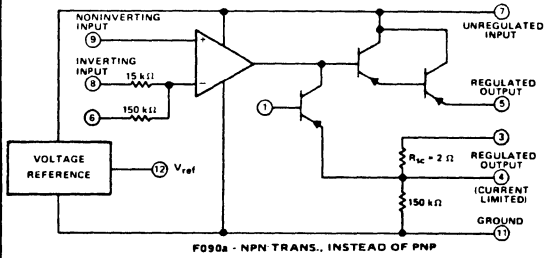 NONINVERTING
INPUT
9
+
7
UNREGULATED
INPUT
INVERTING
INPUT
8
15 kΩ
−
REGULATED
OUTPUT
5
6
150 kΩ
1
3
VOLTAGE
REFERENCE
12 Vref
Rsc = 2 Ω
REGULATED
OUTPUT
4
(CURRENT
LIMITED)
150 kΩ
GROUND
11
F090a - NPN TRANS., INSTEAD OF PNP